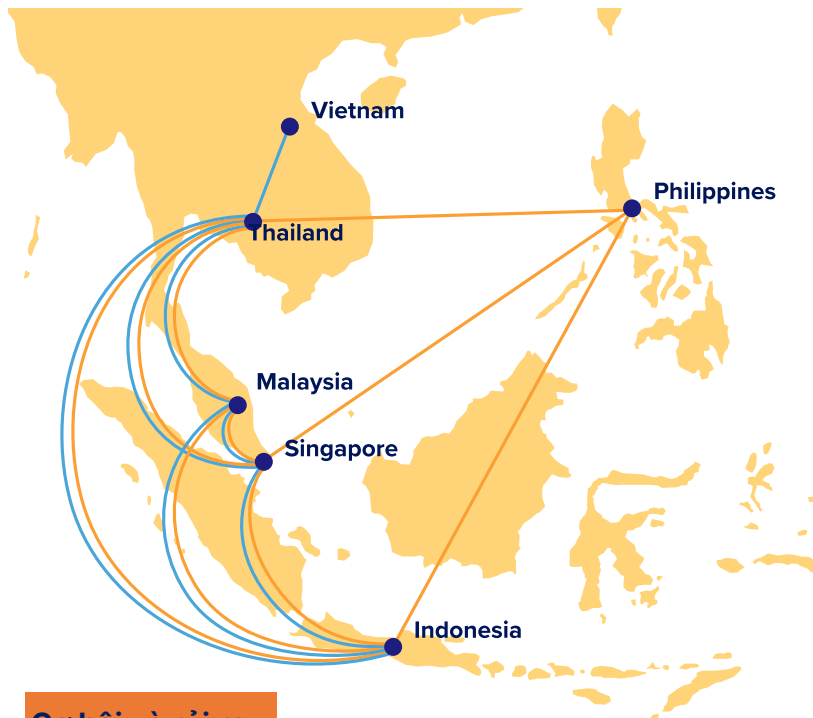 Vietnam
Philippines
Thailand
Malaysia
Singapore
Indonesia